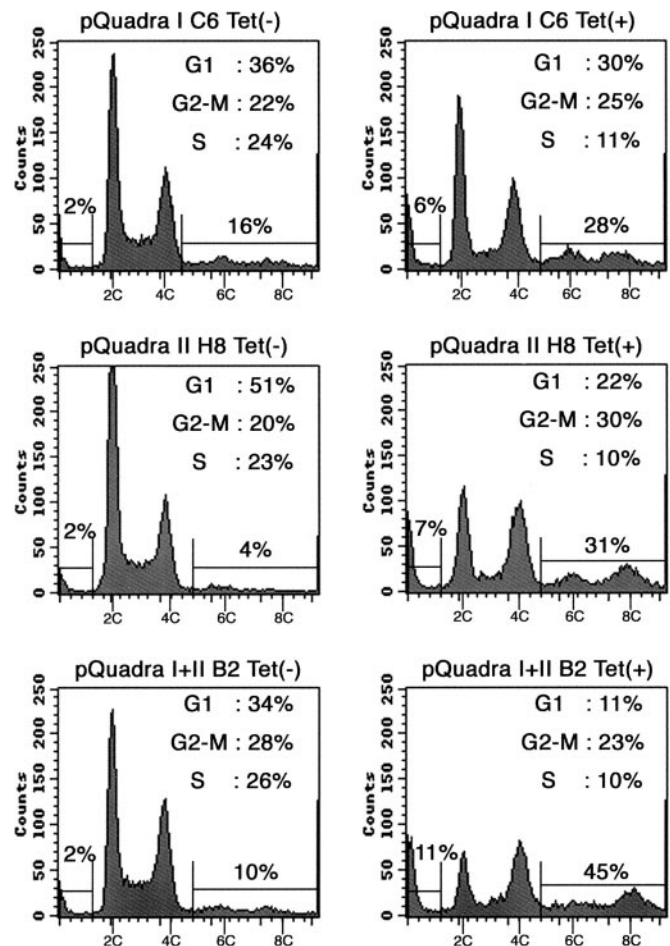 pQuadra I C6 Tet(-)
250
200
150
100
50
0
Counts
G1 : 36%
G2-M : 22%
S : 24%
2%
16%
2C 4C 6C 8C
pQuadra I C6 Tet(+)
250
200
150
100
50
0
Counts
G1 : 30%
G2-M : 25%
S : 11%
6%
28%
2C 4C 6C 8C
pQuadra II H8 Tet(-)
250
200
150
100
50
0
Counts
G1 : 51%
G2-M : 20%
S : 23%
2%
4%
2C 4C 6C 8C
pQuadra II H8 Tet(+)
250
200
150
100
50
0
Counts
G1 : 22%
G2-M : 30%
S : 10%
7%
31%
2C 4C 6C 8C
pQuadra I+II B2 Tet(-)
250
200
150
100
50
0
Counts
G1 : 34%
G2-M : 28%
S : 26%
2%
10%
2C 4C 6C 8C
pQuadra I+II B2 Tet(+)
250
200
150
100
50
0
Counts
G1 : 11%
G2-M : 23%
S : 10%
11%
45%
2C 4C 6C 8C